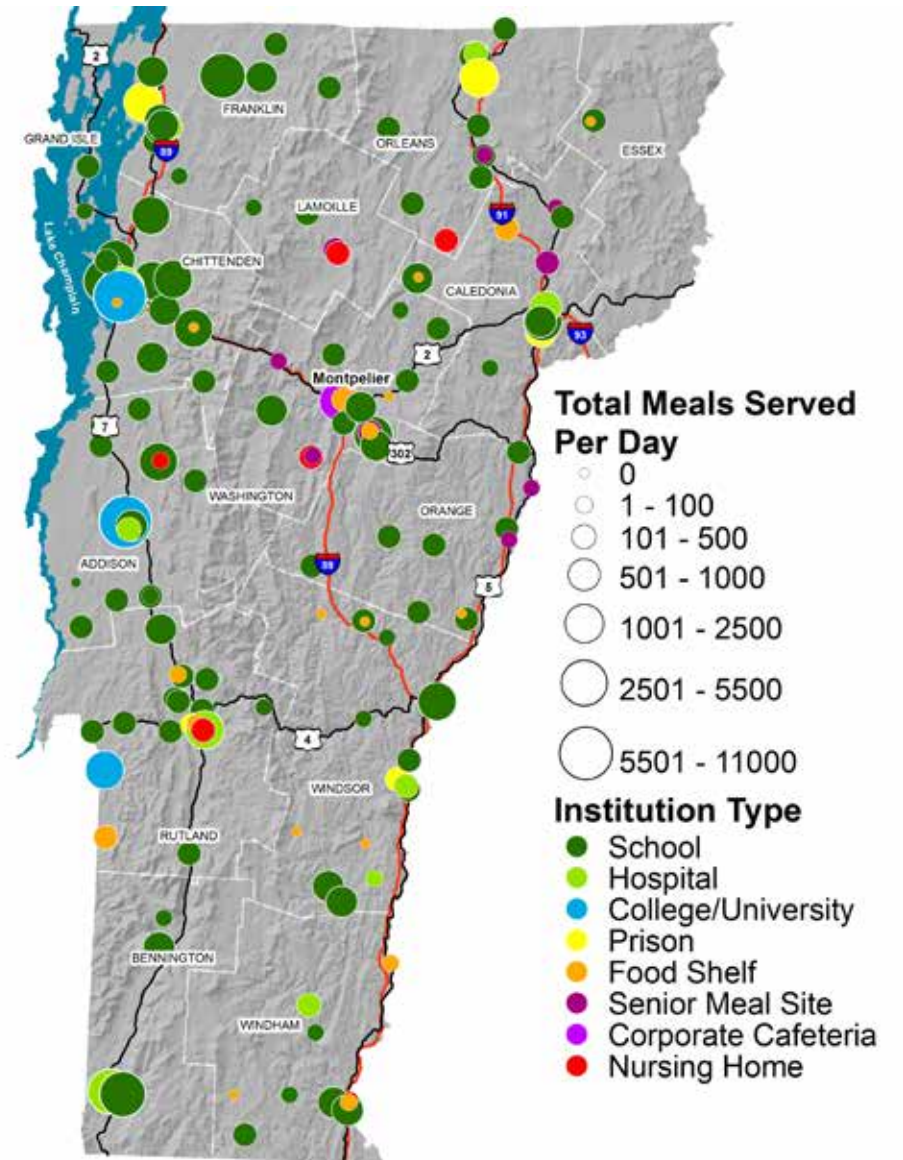 2
FRANKLIN
GRAND ISLE
89
ORLEANS
ESSEX
LAMOILLE
91
Lake Champlain
CHITTENDEN
CALEDONIA
93
2
Montpelier
7
302
WASHINGTON
ORANGE
ADDISON
89
5
4
WINDSOR
RUTLAND
BENNINGTON
WINDHAM
Total Meals Served
Per Day
0
1 - 100
101 - 500
501 - 1000
1001 - 2500
2501 - 5500
5501 - 11000
Institution Type
School
Hospital
College/University
Prison
Food Shelf
Senior Meal Site
Corporate Cafeteria
Nursing Home